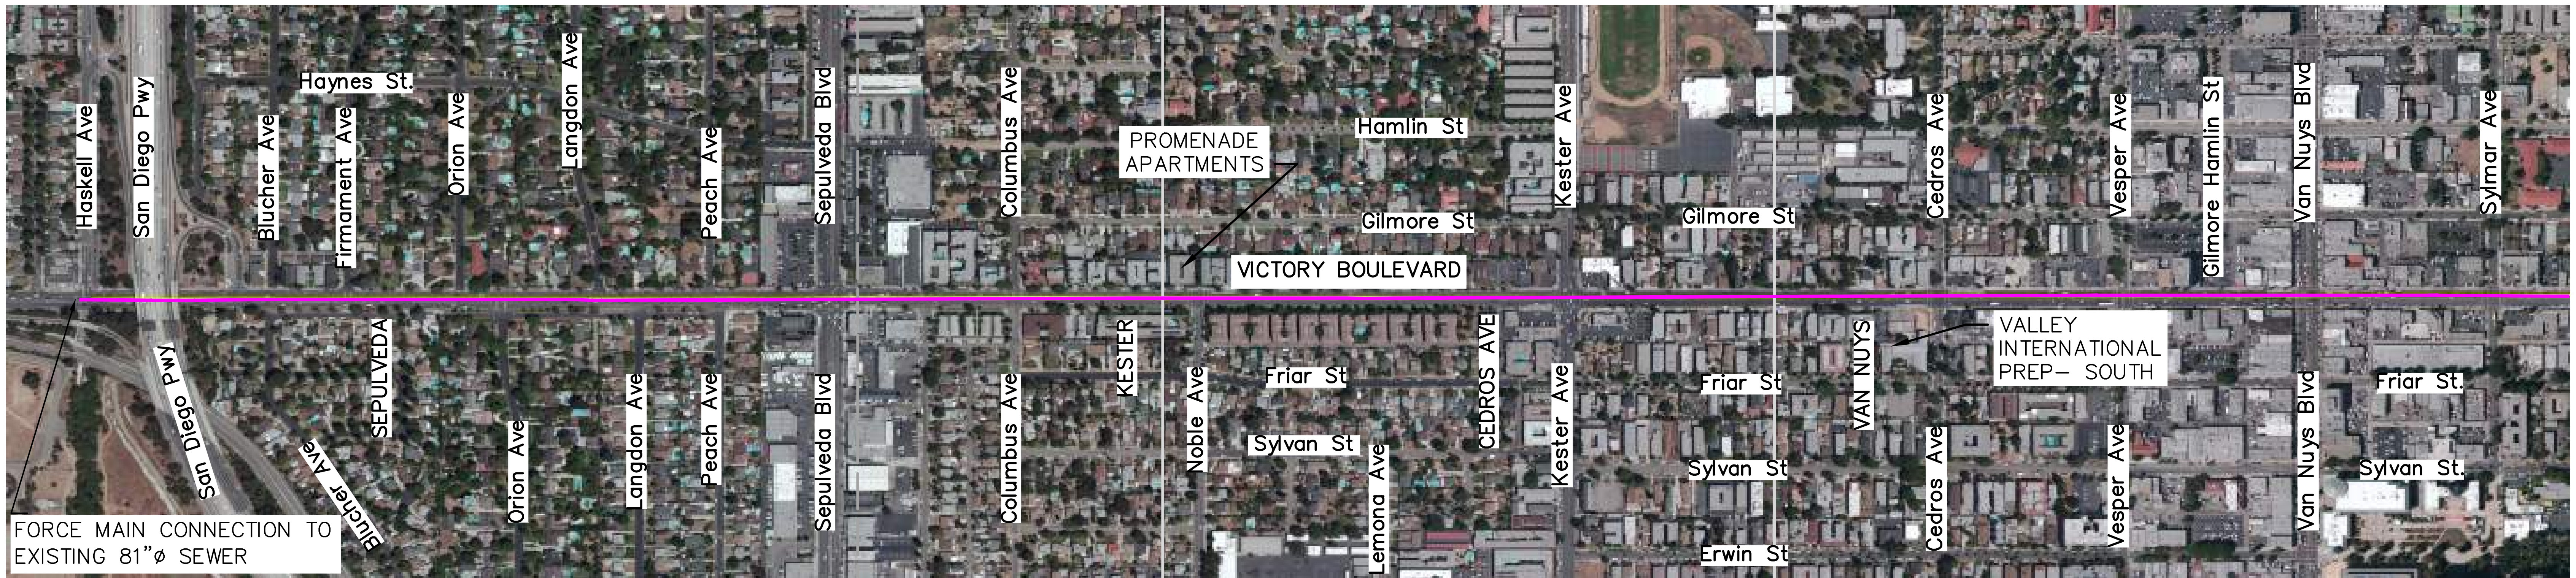 Haskell Ave
San Diego Pwy
Haynes St.
Blucher Ave
Firmament Ave
Orion Ave
Langdon Ave
Peach Ave
Sepulveda Blvd
Columbus Ave
PROMENADE
APARTMENTS
Hamlin St
Gilmore St
Kester Ave
Gilmore St
Cedros Ave
Vesper Ave
Gilmore Hamlin St
Van Nuys Blvd
Sylmar Ave
VICTORY BOULEVARD
FORCE MAIN CONNECTION TO
EXISTING 81"ø SEWER
San Diego Pwy
Blucher Ave
SEPULVEDA
Orion Ave
Langdon Ave
Peach Ave
Sepulveda Blvd
Columbus Ave
KESTER
Noble Ave
Friar St
Sylvan St
Lemona Ave
CEDROS AVE
Kester Ave
Friar St
Sylvan St
Erwin St
VAN NUYS
VALLEY
INTERNATIONAL
PREP- SOUTH
Cedros Ave
Vesper Ave
Van Nuys Blvd
Friar St.
Sylvan St.